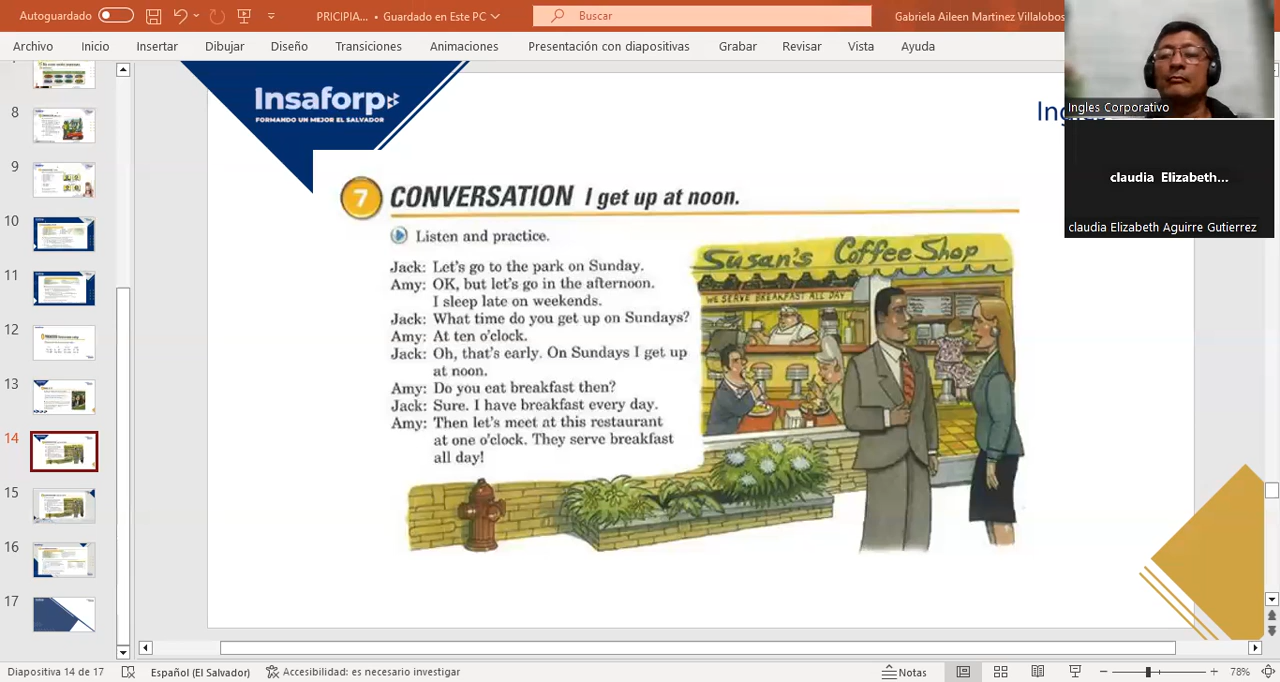 Autoguardado
PRICIPIA... • Guardado en Este PC
Buscar
Gabriela Aileen Martinez Villalobos
Archivo Inicio Insertar Dibujar Diseño Transiciones Animaciones Presentación con diapositivas Grabar Revisar Vista Ayuda
Ingles Corporativo
claudia Elizabeth...
claudia Elizabeth Aguirre Gutierrez
8
9
10
11
12
13
14
15
16
17
Insaforp
FORMANDO UN MEJOR EL SALVADOR
7 CONVERSATION I get up at noon.
Listen and practice.
Jack: Let's go to the park on Sunday.
Amy: OK, but let's go in the afternoon.
I sleep late on weekends.
Jack: What time do you get up on Sundays?
Amy: At ten o'clock.
Jack: Oh, that's early. On Sundays I get up
at noon.
Amy: Do you eat breakfast then?
Jack: Sure. I have breakfast every day.
Amy: Then let's meet at this restaurant
at one o'clock. They serve breakfast
all day!
Susan's Coffee Shop
WE SERVE BREAKFAST ALL DAY
Diapositiva 14 de 17
Español (El Salvador)
Accesibilidad: es necesario investigar
Notas
78%